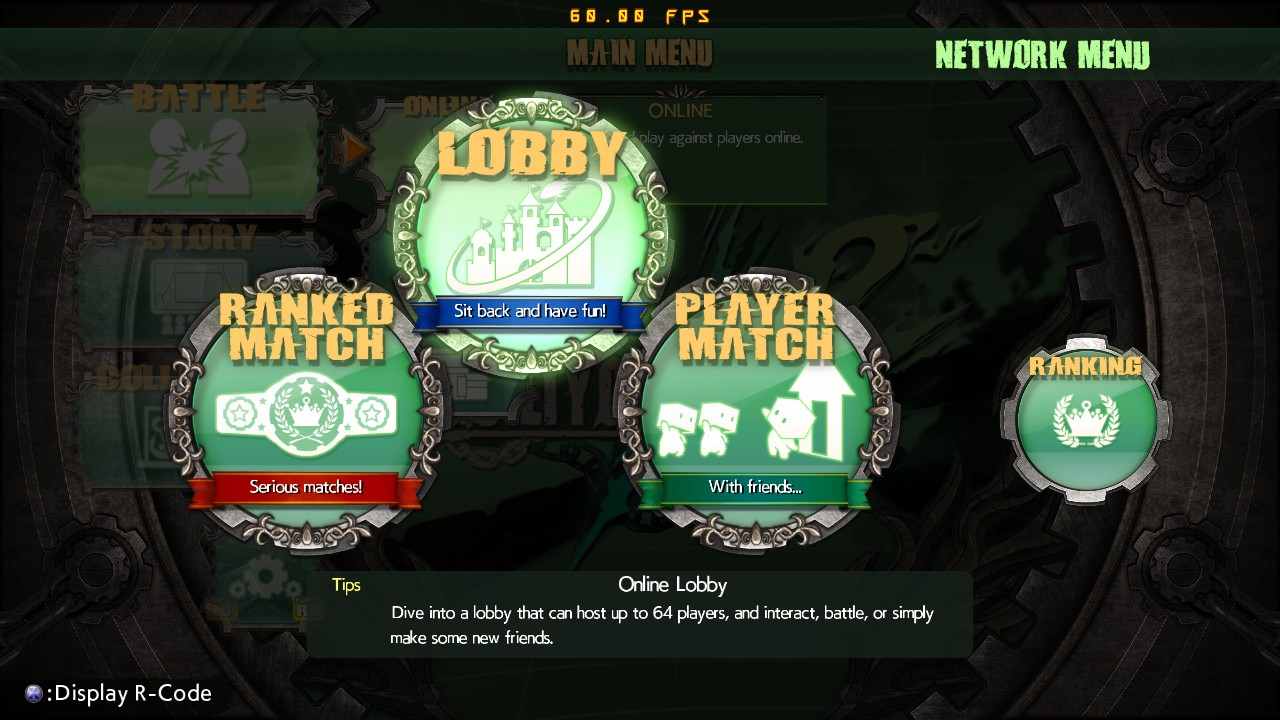 60.00 FPS
MAIN MENU
NETWORK MENU
BATTLE
ONLINE
play against players online.
LOBBY
Sit back and have fun!
STORY
RANKED
MATCH
Serious matches!
PLAYER
MATCH
With friends...
RANKING
Tips
Online Lobby
Dive into a lobby that can host up to 64 players, and interact, battle, or simply
make some new friends.
:Display R-Code